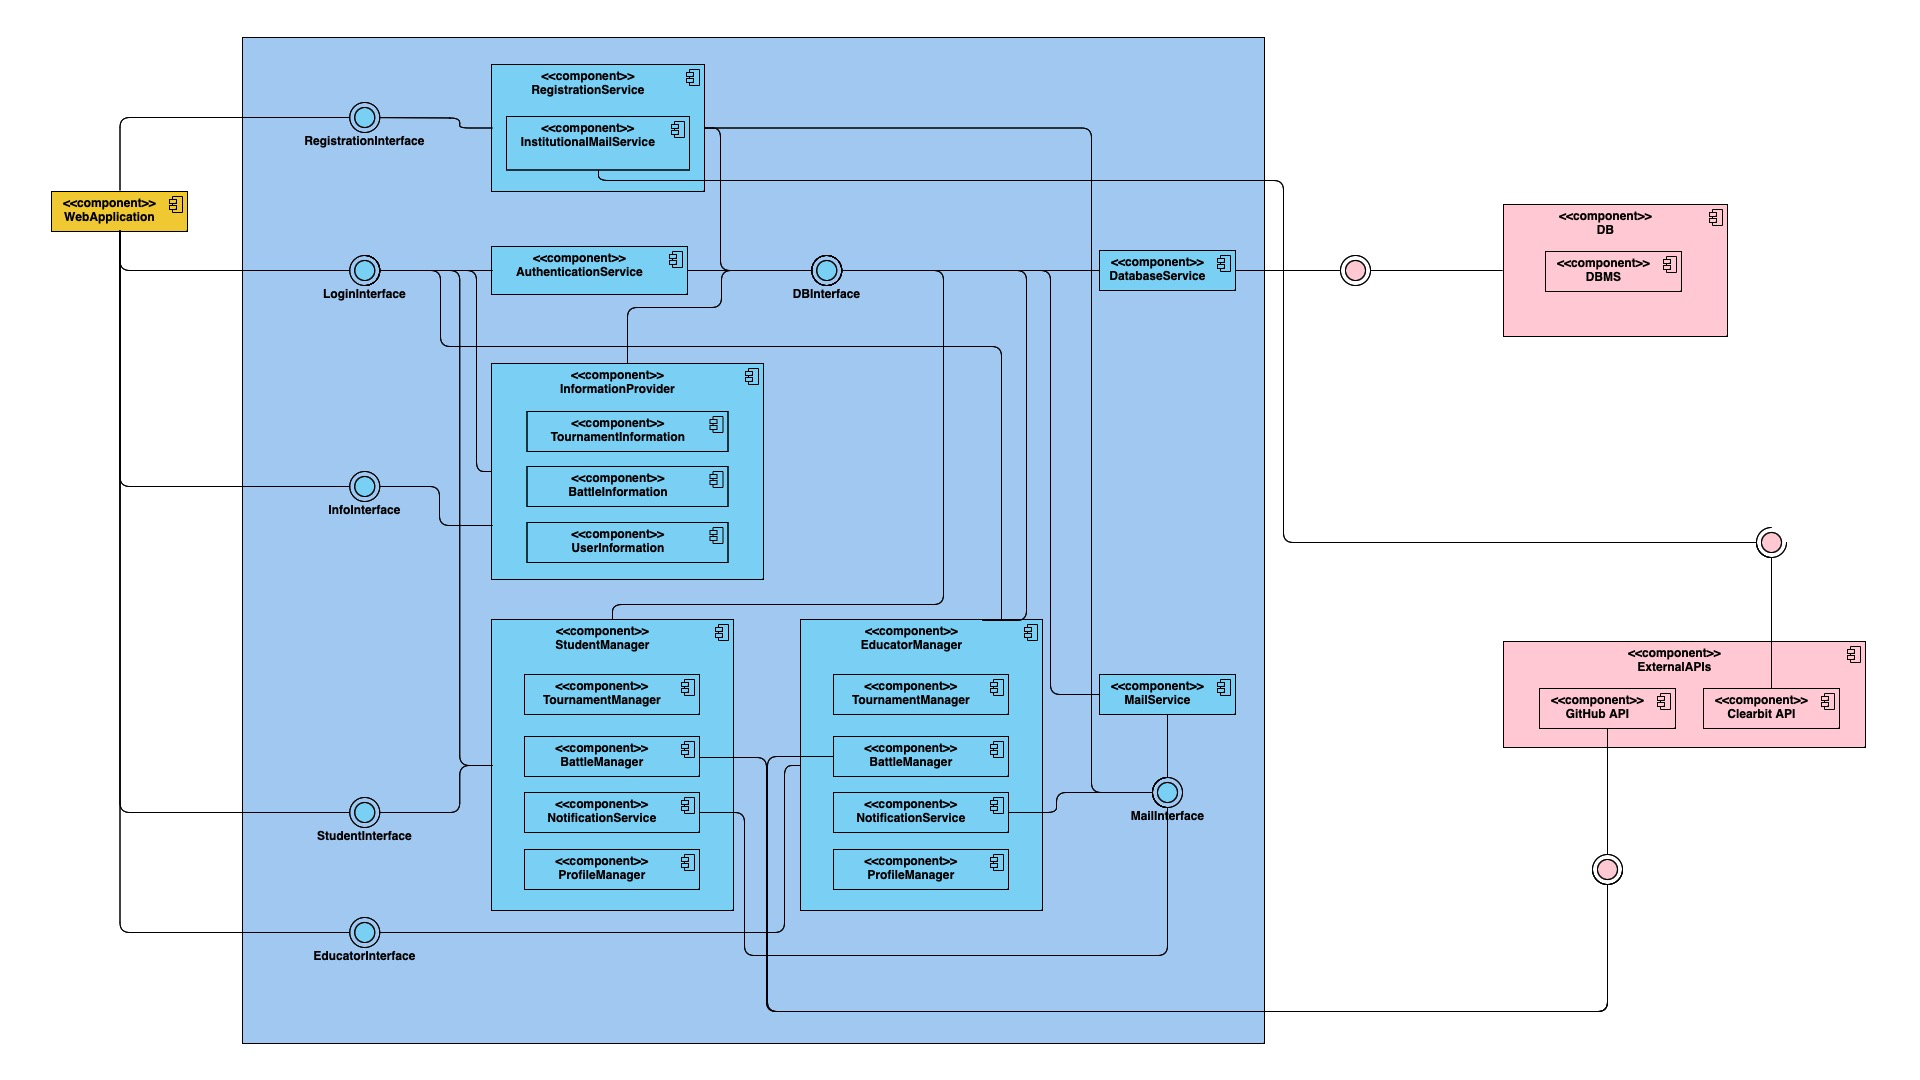 <<component>>
RegistrationService
<<component>>
InstitutionalMailService
RegistrationInterface
<<component>>
WebApplication
<<component>>
DB
<<component>>
DBMS
<<component>>
AuthenticationService
LoginInterface
DBInterface
<<component>>
DatabaseService
<<component>>
InformationProvider
<<component>>
TournamentInformation
<<component>>
BattleInformation
<<component>>
UserInformation
InfoInterface
<<component>>
StudentManager
<<component>>
TournamentManager
<<component>>
BattleManager
<<component>>
NotificationService
<<component>>
ProfileManager
<<component>>
EducatorManager
<<component>>
TournamentManager
<<component>>
BattleManager
<<component>>
NotificationService
<<component>>
ProfileManager
<<component>>
MailService
MailInterface
<<component>>
ExternalAPIs
<<component>>
GitHub API
<<component>>
Clearbit API
StudentInterface
EducatorInterface